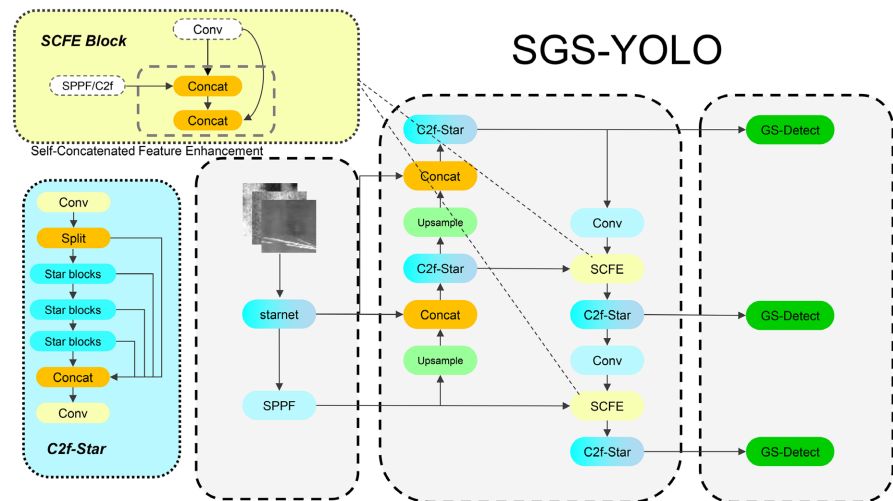 SGS-YOLO
SCFE Block
Conv
SPPF/C2f
Concat
Concat
Self-Concatenated Feature Enhancement
Conv
Split
Star blocks
Star blocks
Star blocks
Concat
Conv
C2f-Star
starnet
SPPF
C2f-Star
Concat
Upsample
C2f-Star
Concat
Upsample
Conv
SCFE
C2f-Star
Conv
SCFE
C2f-Star
GS-Detect
GS-Detect
GS-Detect